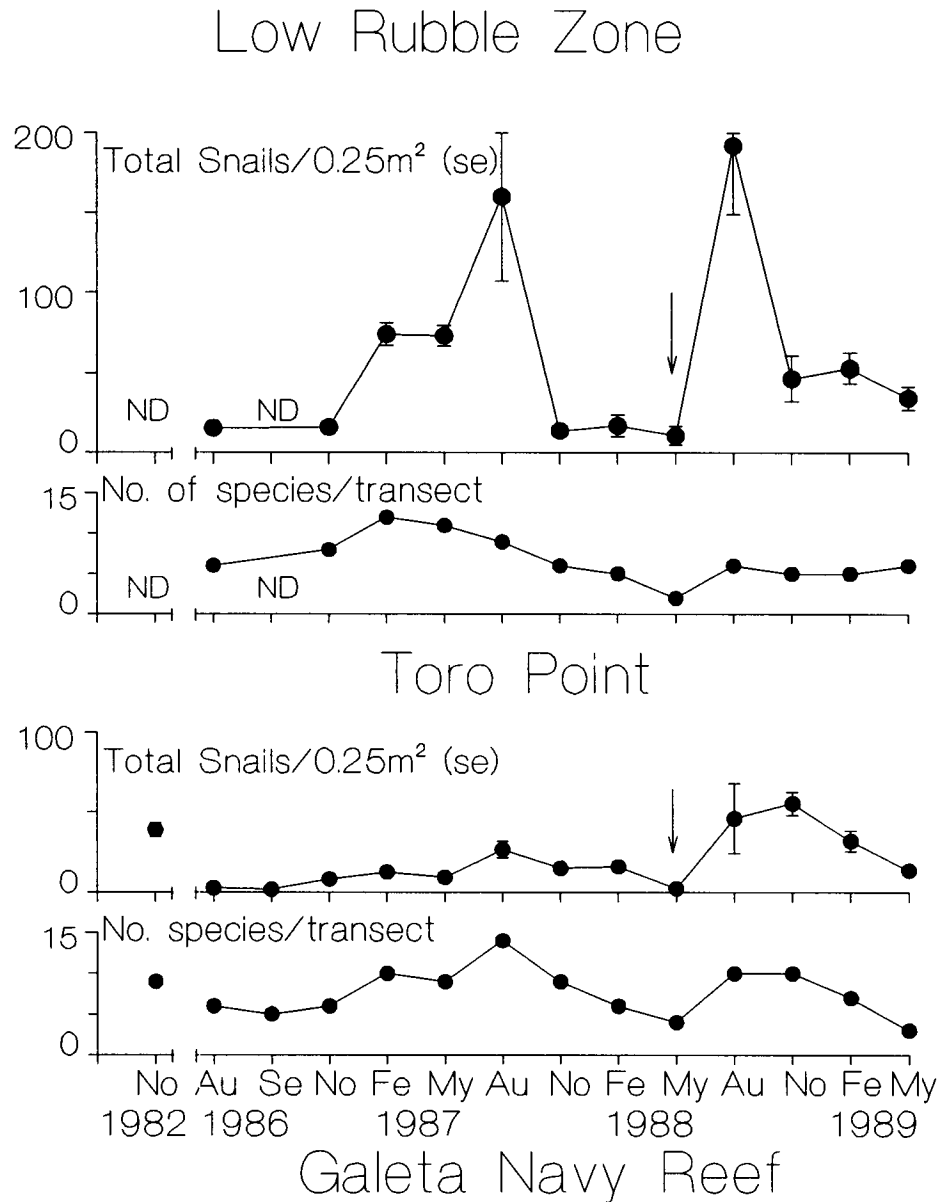 Low Rubble Zone
200
Total Snails/0.25m² (se)
100
ND
ND
0
No. of species/transect
15
ND
ND
0
Toro Point
100
Total Snails/0.25m² (se)
0
No. species/transect
15
0
No Au Se No Fe My Au No Fe My Au No Fe My
1982 1986 1987 1988 1989
Galeta Navy Reef